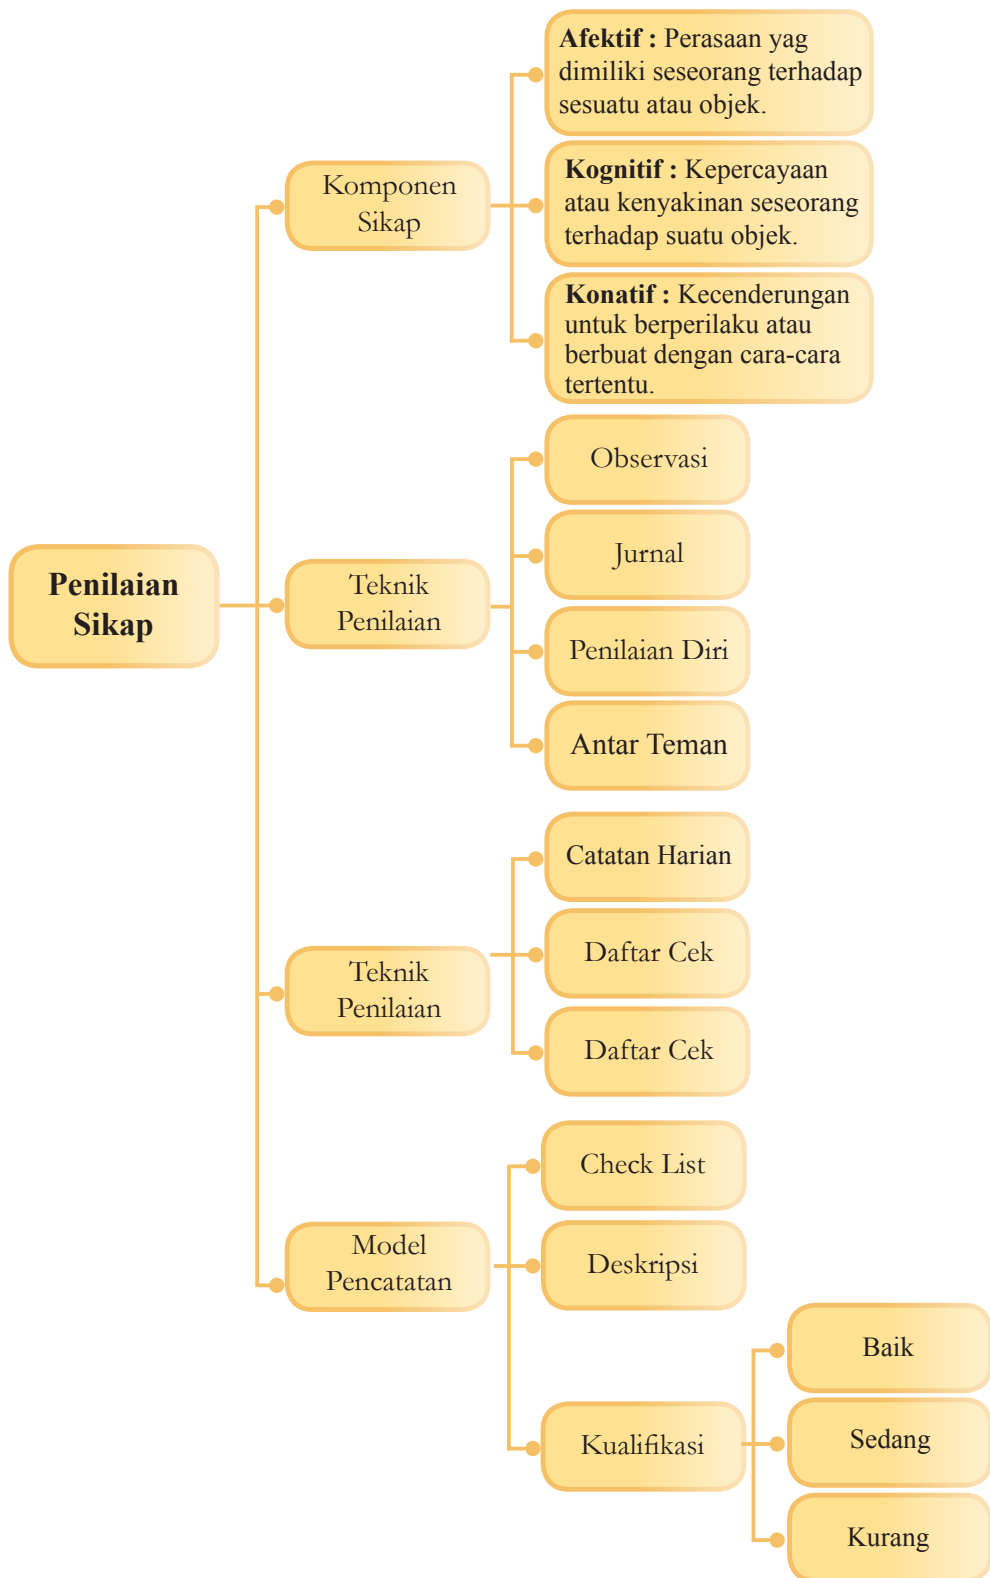 Afektif : Perasaan yag
dimiliki seseorang terhadap
sesuatu atau objek.
Komponen
Sikap
Kognitif : Kepercayaan
atau kenyakinan seseorang
terhadap suatu objek.
Konatif : Kecenderungan
untuk berperilaku atau
berbuat dengan cara-cara
tertentu.
Penilaian
Sikap
Teknik
Penilaian
Observasi
Jurnal
Penilaian Diri
Antar Teman
Teknik
Penilaian
Catatan Harian
Daftar Cek
Daftar Cek
Model
Pencatatan
Check List
Deskripsi
Kualifikasi
Baik
Sedang
Kurang